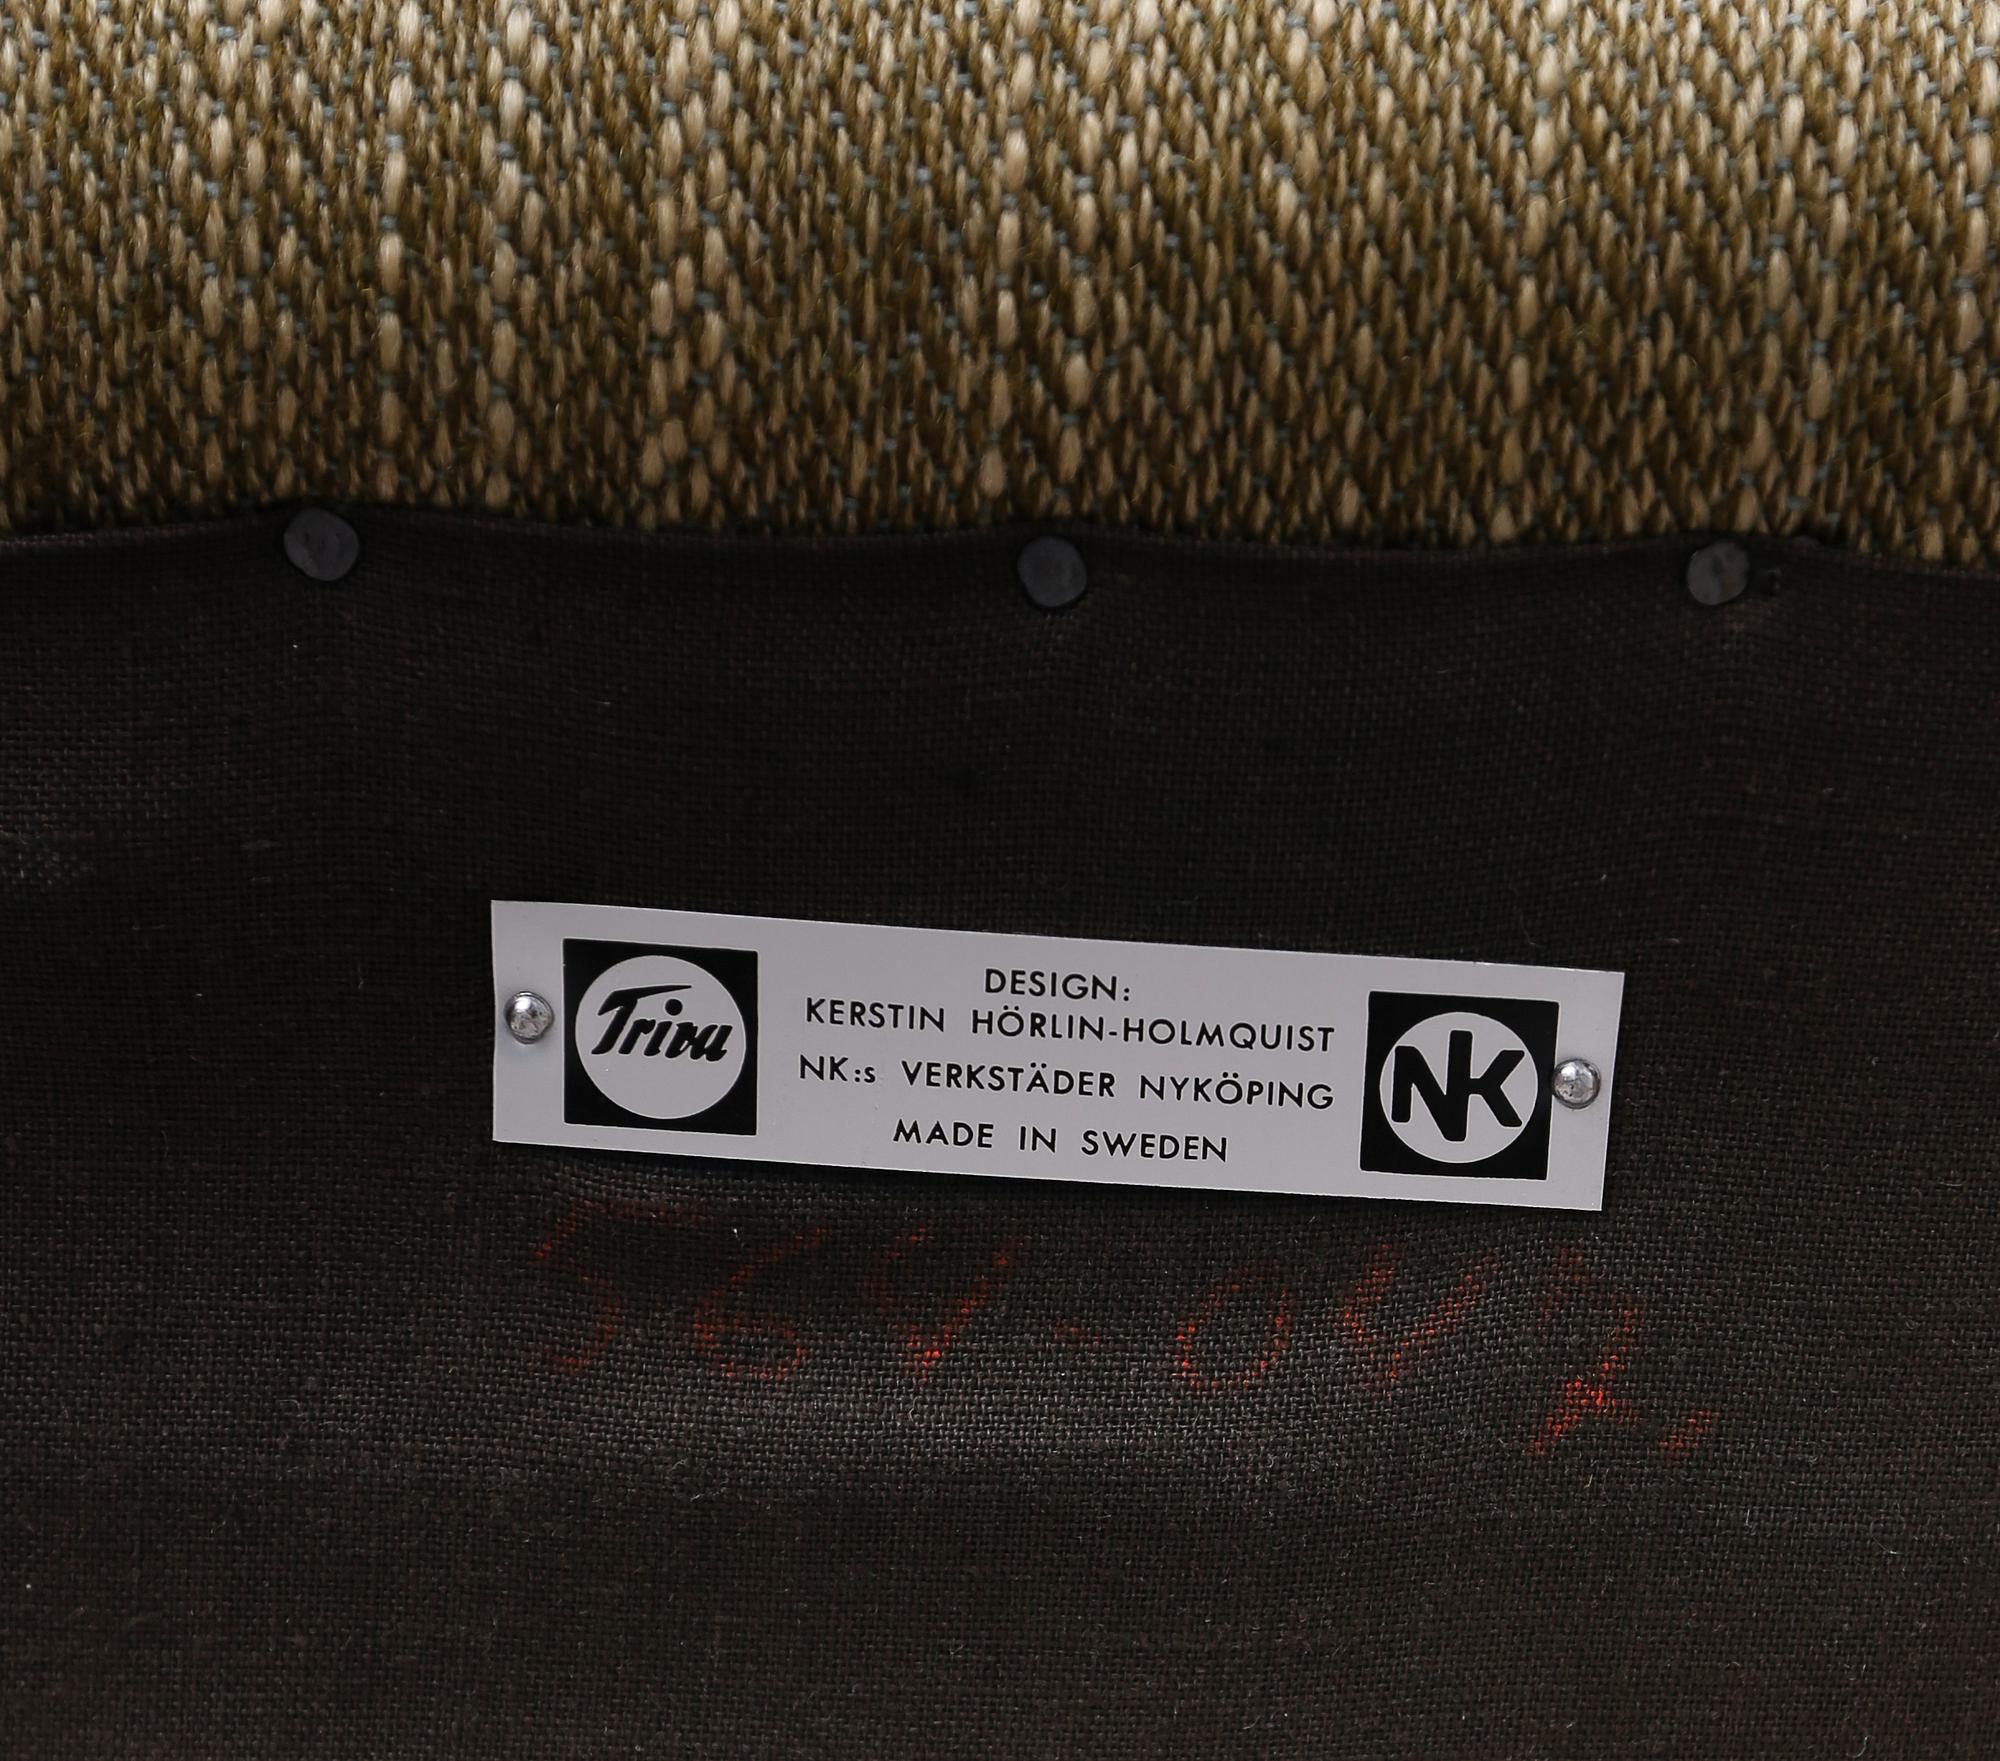 Triva
DESIGN:
KERSTIN HÖRLIN-HOLMQUIST
NK:s VERKSTÄDER NYKÖPING
MADE IN SWEDEN
NK